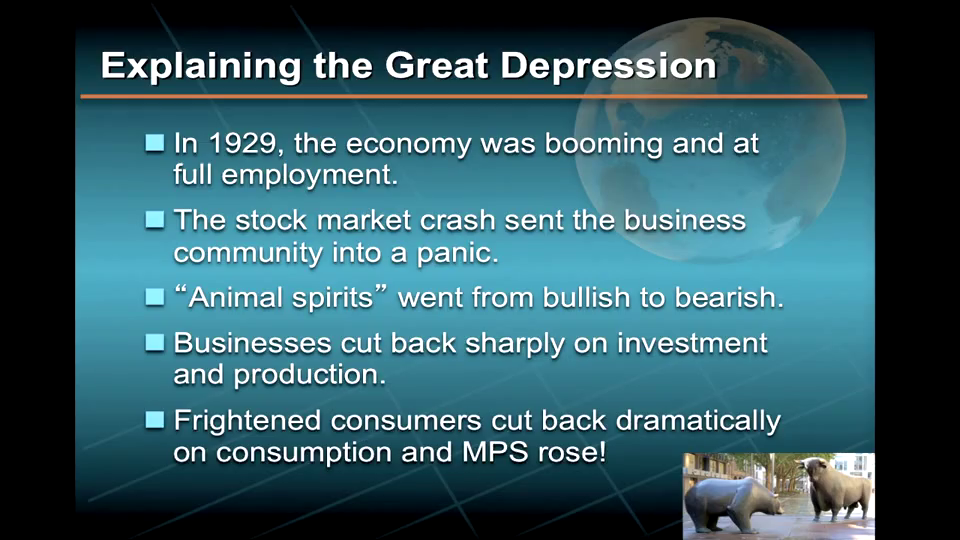 Explaining the Great Depression
In 1929, the economy was booming and at
full employment.
The stock market crash sent the business
community into a panic.
“Animal spirits” went from bullish to bearish.
Businesses cut back sharply on investment
and production.
Frightened consumers cut back dramatically
on consumption and MPS rose!